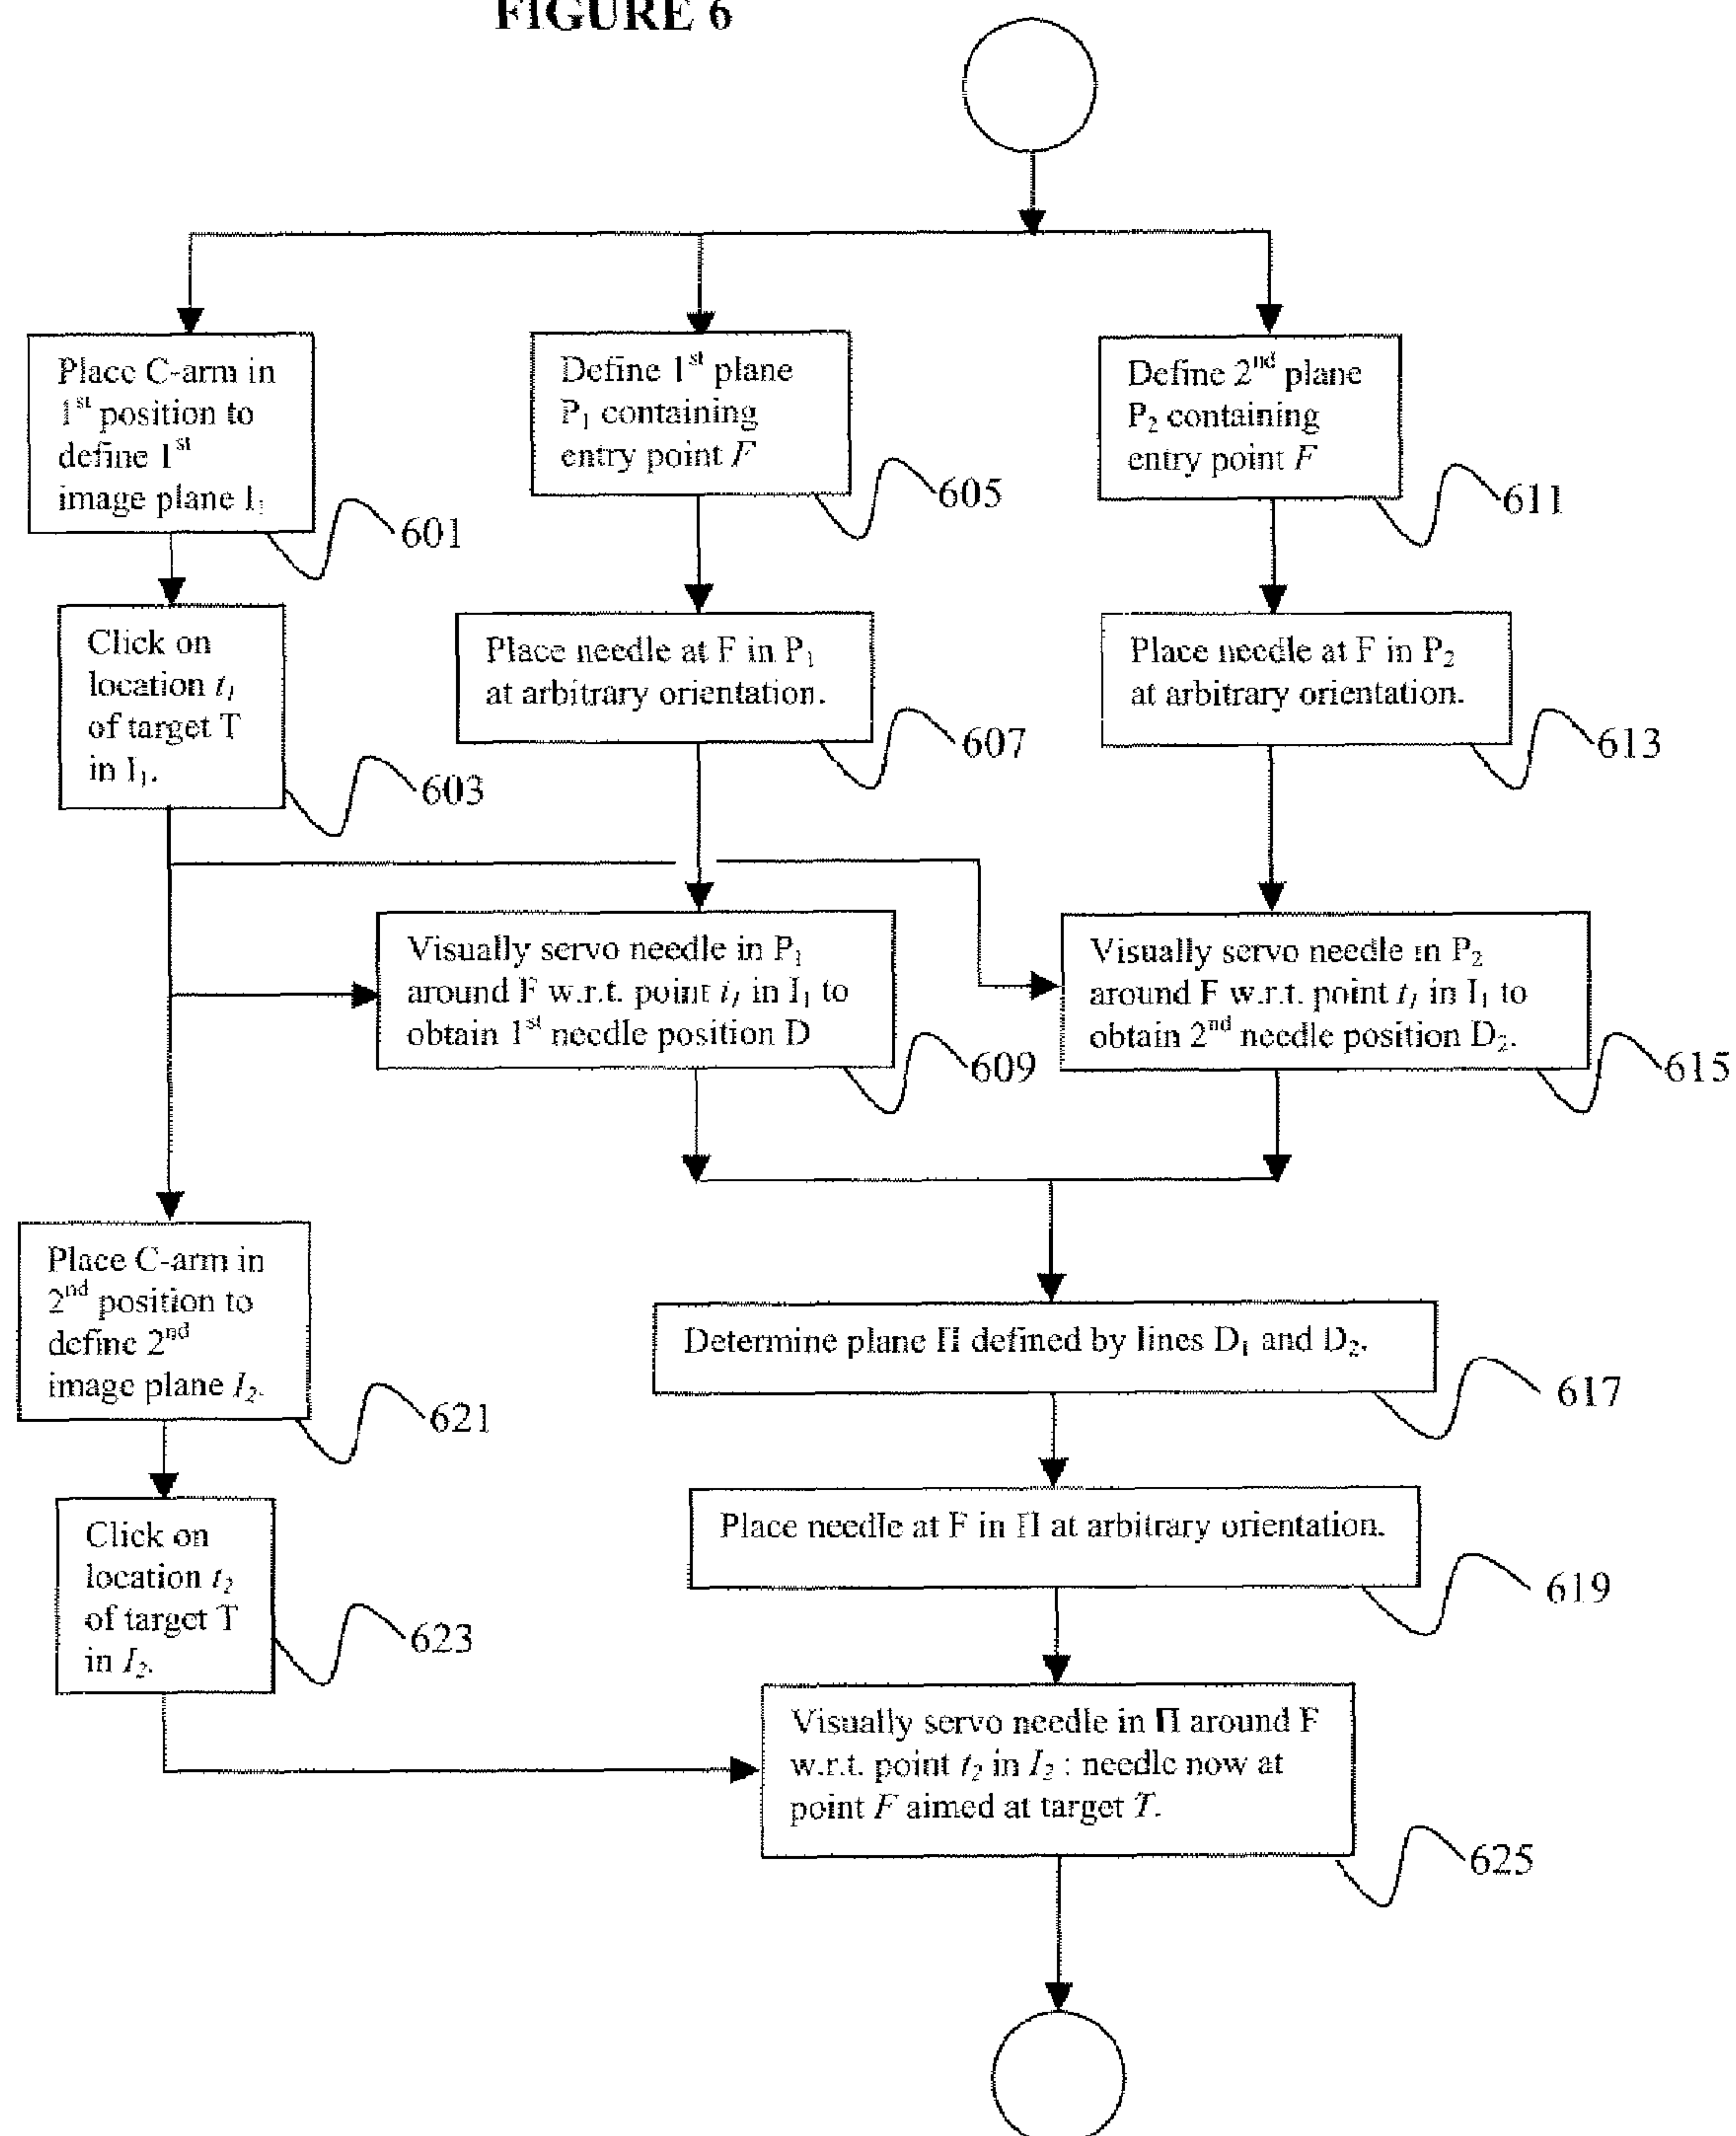 FIGURE 6
Place C-arm in
1st position to
define 1st
image plane I1
601
Define 1st plane
P1 containing
entry point F
605
Define 2nd plane
P2 containing
entry point F
611
Click on
location t1
of target T
in I1.
603
Place needle at F in P1
at arbitrary orientation.
607
Place needle at F in P2
at arbitrary orientation.
613
Visually servo needle in P1
around F w.r.t. point t1 in I1 to
obtain 1st needle position D
609
Visually servo needle in P2
around F w.r.t. point t1 in I1 to
obtain 2nd needle position D2.
615
Place C-arm in
2nd position to
define 2nd
image plane I2.
621
Determine plane Π defined by lines D1 and D2.
617
Click on
location t2
of target T
in I2.
623
Place needle at F in Π at arbitrary orientation.
619
Visually servo needle in Π around F
w.r.t. point t2 in I2 : needle now at
point F aimed at target T.
625